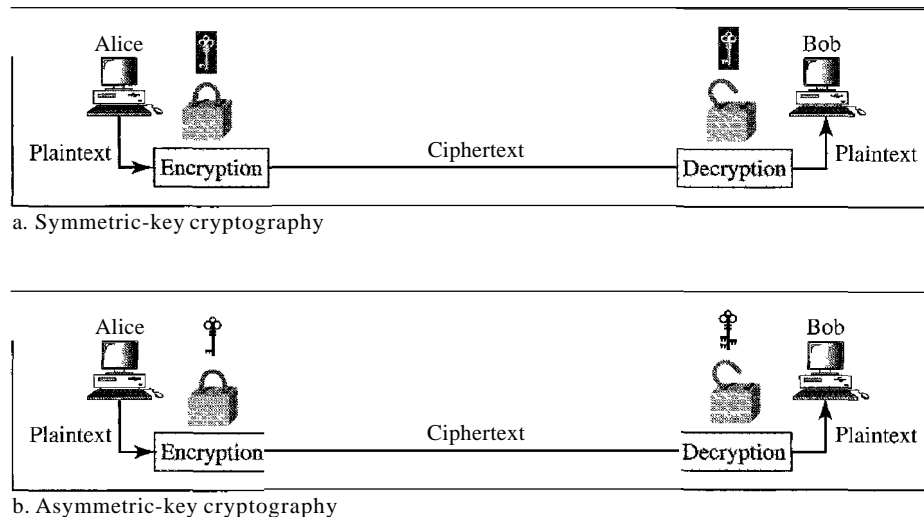 Alice
Bob
Plaintext
Encryption
Ciphertext
Decryption
Plaintext
a. Symmetric-key cryptography
Alice
Bob
Plaintext
Encryption
Ciphertext
Decryption
Plaintext
b. Asymmetric-key cryptography